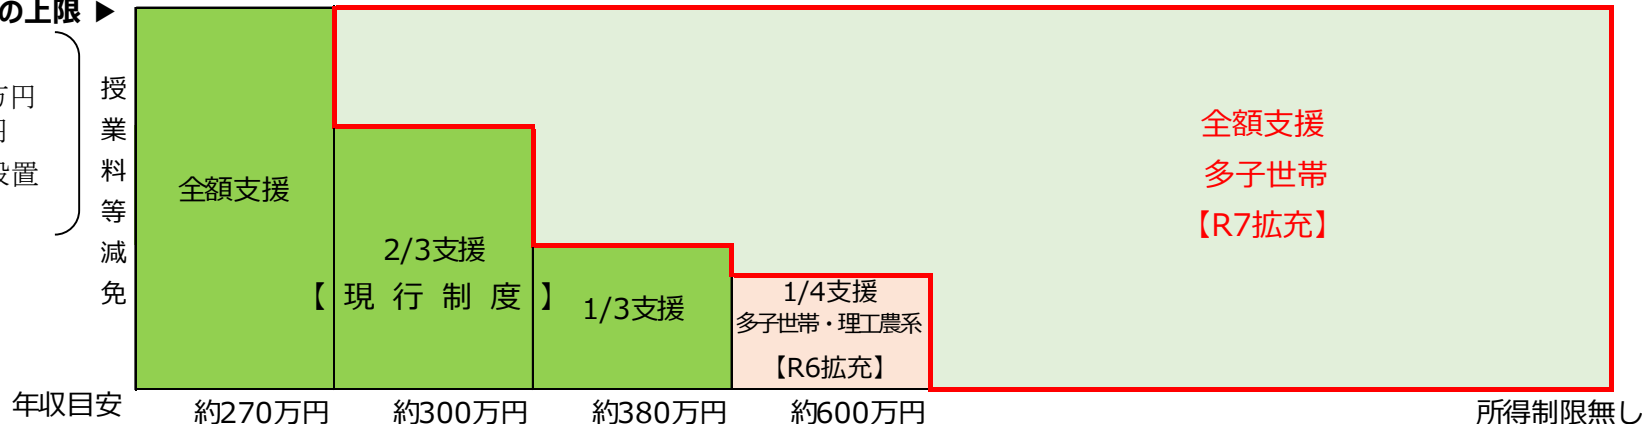 の上限 ▶
万円
円
設置
授業料等減免
全額支援
2/3支援
【現行制度】
1/3支援
1/4支援
多子世帯・理工農系
【R6拡充】
全額支援
多子世帯
【R7拡充】
年収目安
約270万円
約300万円
約380万円
約600万円
所得制限無し